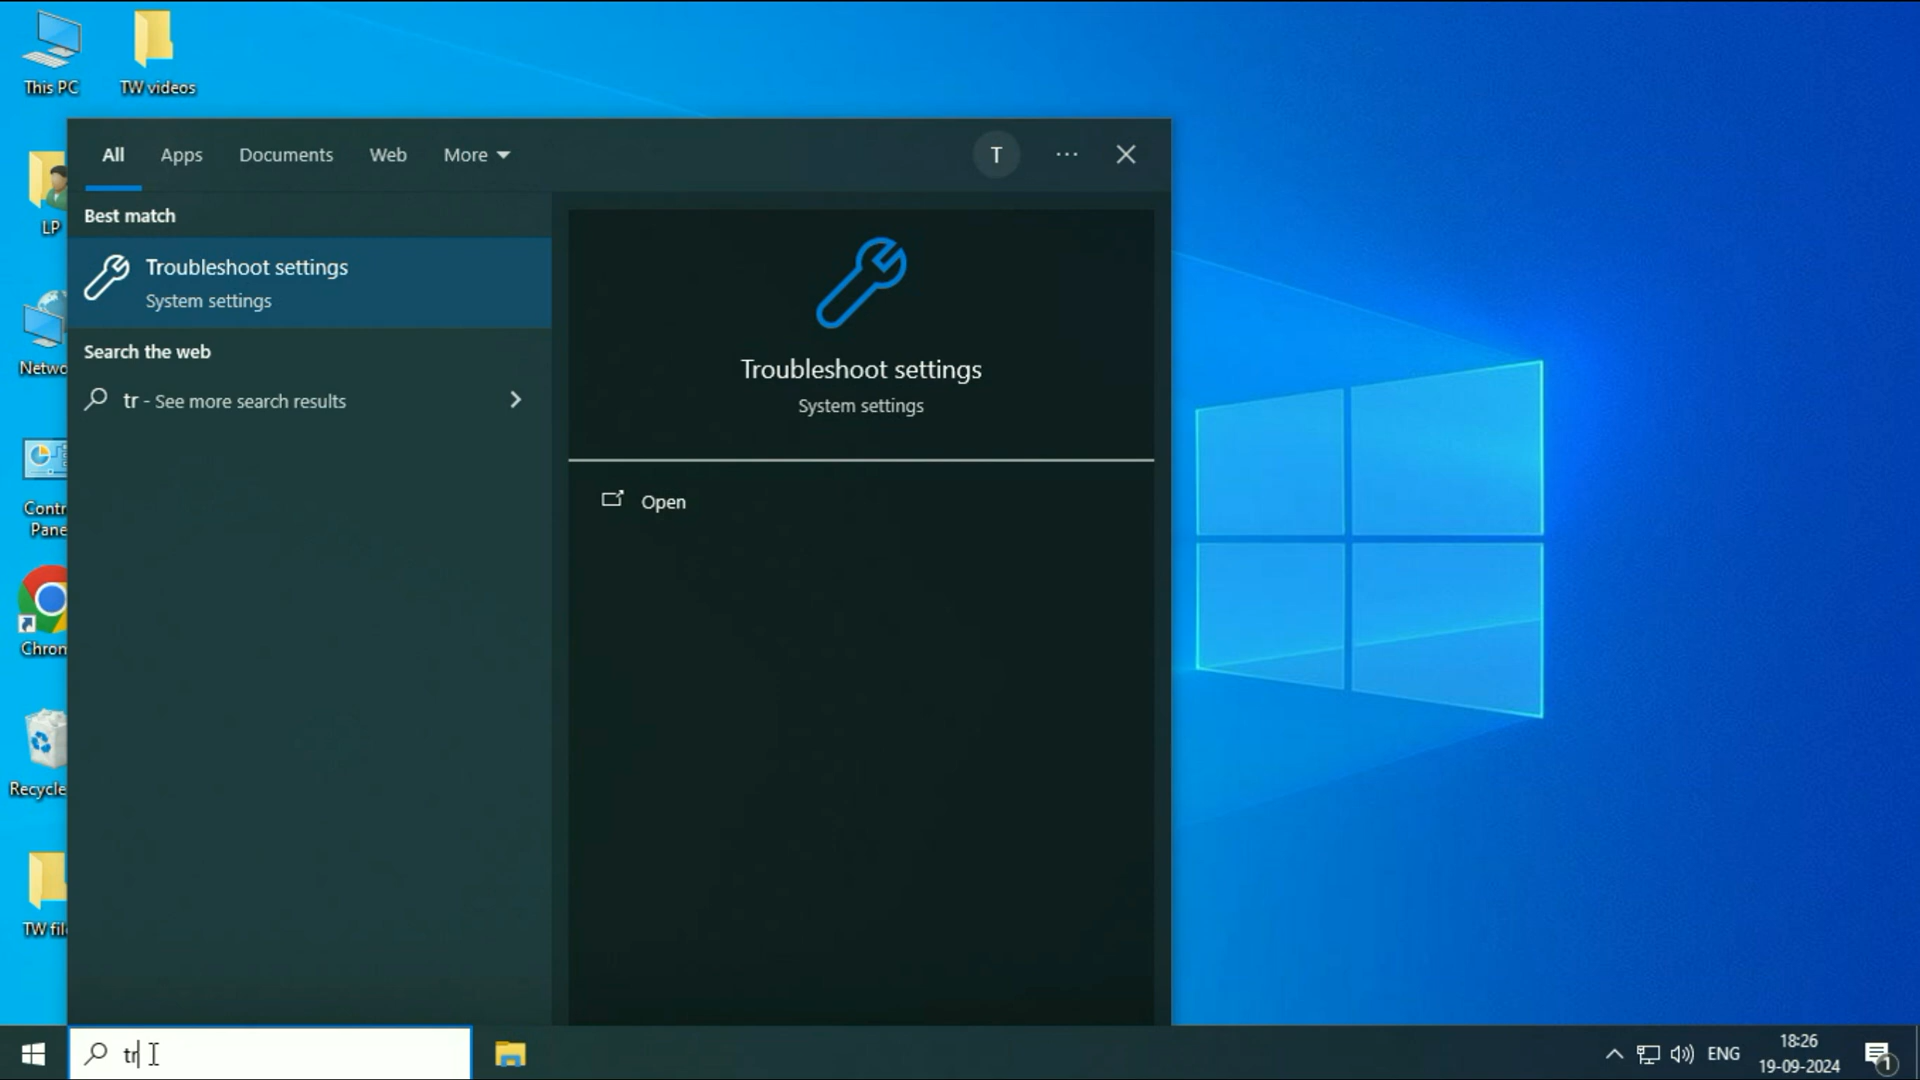 This PC
TW videos
LP
Netwo
Contr
Pane
Chrom
Recycle
TW fil
All
Apps
Documents
Web
More
T
Best match
Troubleshoot settings
System settings
Search the web
tr - See more search results
Troubleshoot settings
System settings
Open
tr
ENG
18:26
19-09-2024
1